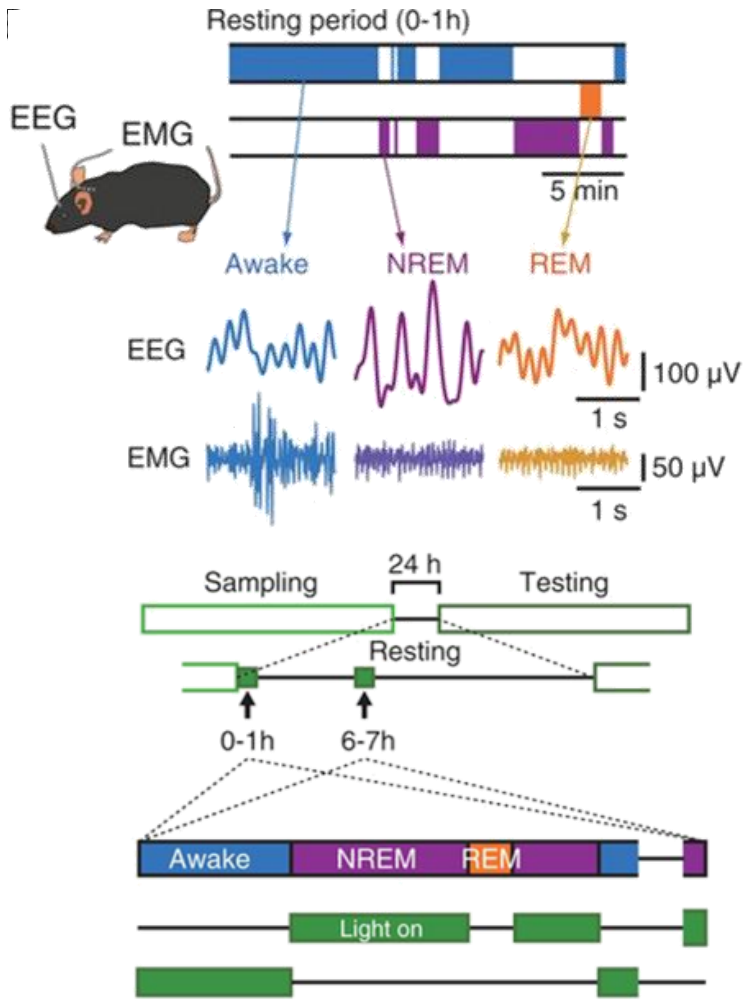 Resting period (0-1h)
EEG
EMG
5 min
Awake
NREM
REM
EEG
100 µV
1 s
EMG
50 µV
1 s
24 h
Sampling
Testing
Resting
0-1h
6-7h
Awake
NREM
REM
Light on